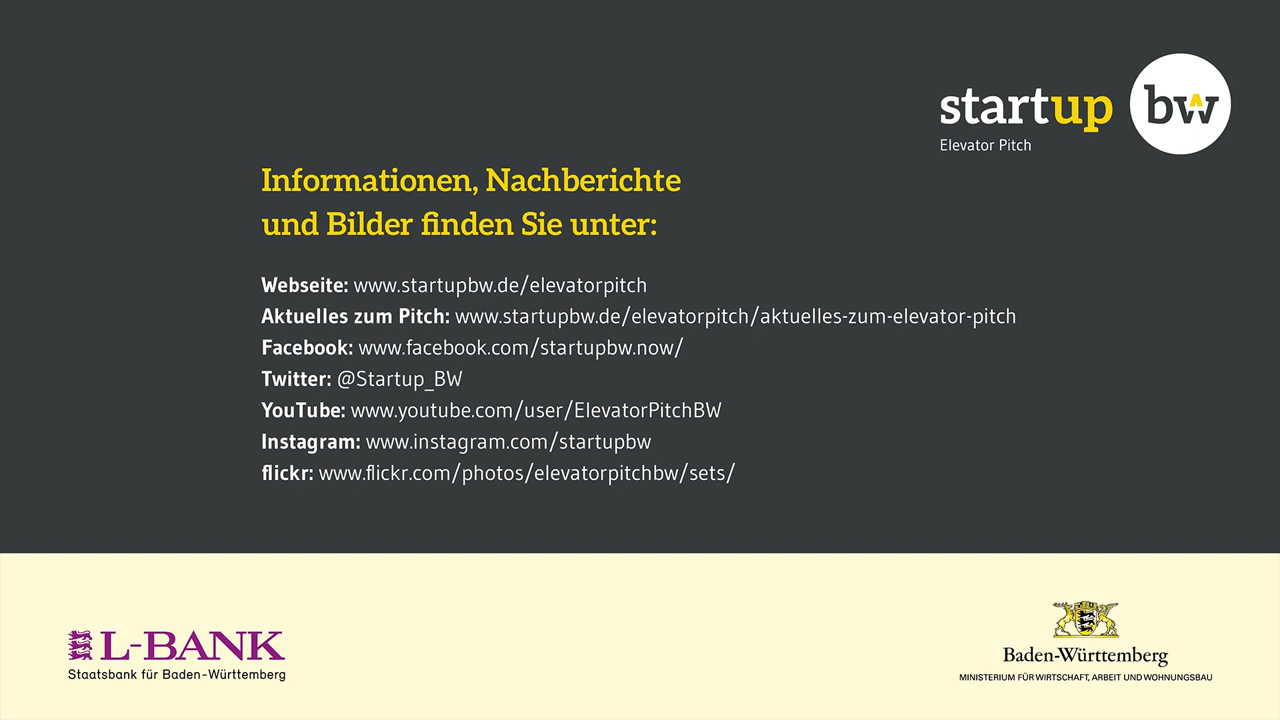 startup bw
Elevator Pitch
Informationen, Nachberichte
und Bilder finden Sie unter:
Webseite: www.startupbw.de/elevatorpitch
Aktuelles zum Pitch: www.startupbw.de/elevatorpitch/aktuelles-zum-elevator-pitch
Facebook: www.facebook.com/startupbw.now/
Twitter: @Startup_BW
YouTube: www.youtube.com/user/ElevatorPitchBW
Instagram: www.instagram.com/startupbw
flickr: www.flickr.com/photos/elevatorpitchbw/sets/
L-BANK
Staatsbank für Baden-Württemberg
Baden-Württemberg
MINISTERIUM FÜR WIRTSCHAFT, ARBEIT UND WOHNUNGSBAU